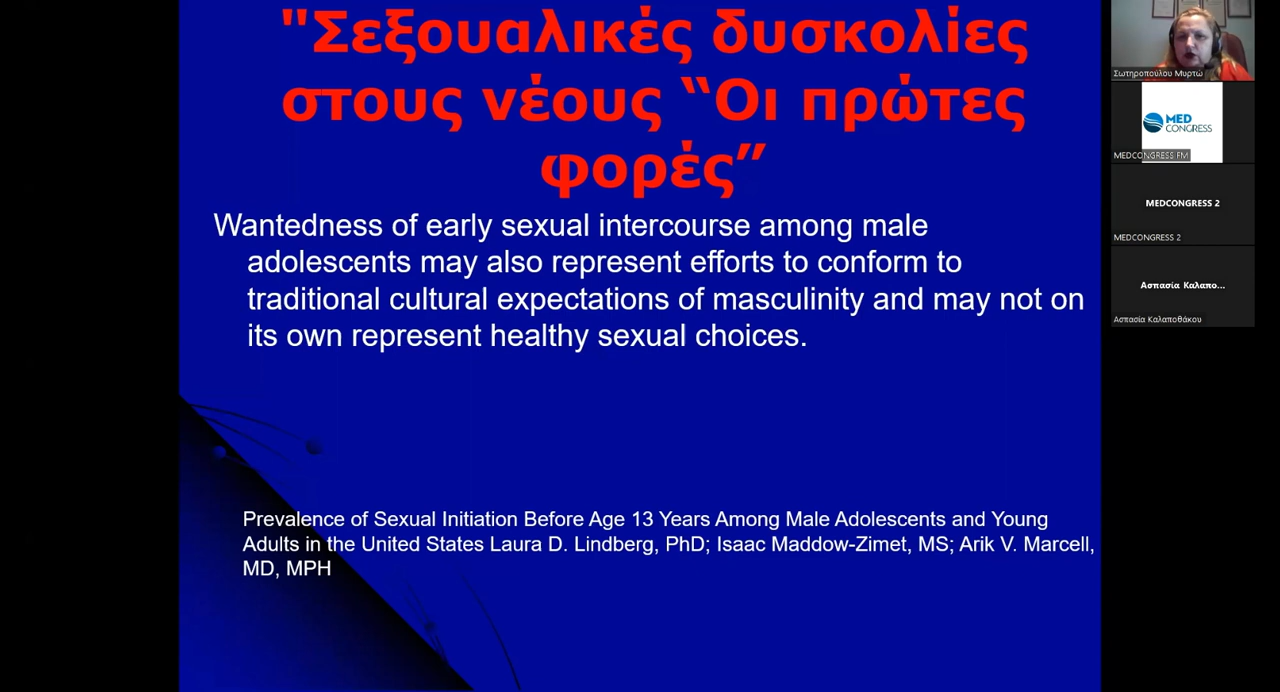 "Σεξουαλικές δυσκολίες
στους νέους “Οι πρώτες
φορές”
Wantedness of early sexual intercourse among male
adolescents may also represent efforts to conform to
traditional cultural expectations of masculinity and may not on
its own represent healthy sexual choices.
Prevalence of Sexual Initiation Before Age 13 Years Among Male Adolescents and Young
Adults in the United States Laura D. Lindberg, PhD; Isaac Maddow-Zimet, MS; Arik V. Marcell,
MD, MPH
Σωτηροπούλου Μυρτώ
MED
CONGRESS
MEDCONGRESS FM
MEDCONGRESS 2
MEDCONGRESS 2
Ασπασία Καλαπο...
Ασπασία Καλαποθάκου